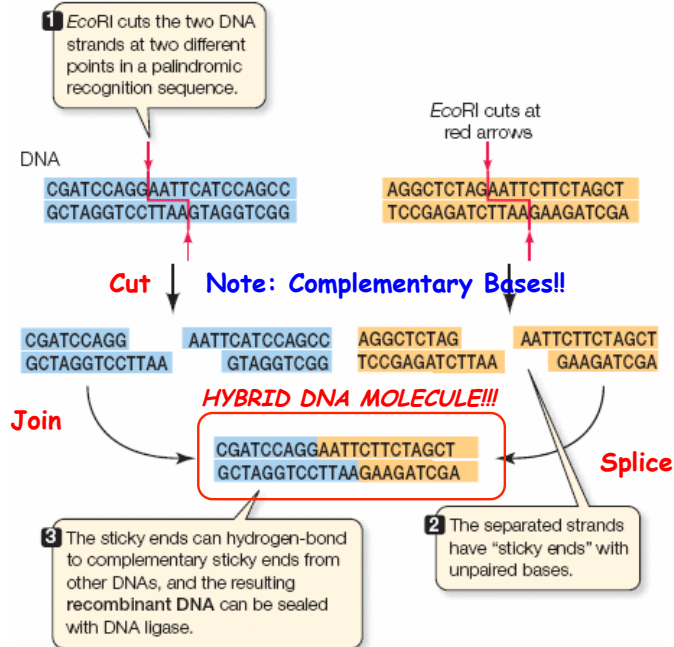 1 EcoRI cuts the two DNA
strands at two different
points in a palindromic
recognition sequence.
EcoRI cuts at
red arrows
DNA
CGATCCAGGAATTCATCCAGCC
GCTAGGTCCTTAAGTAGGTCGG
AGGCTCTAGAATTCTTCTAGCT
TCCGAGATCTTAAGAAGATCGA
Cut
Note: Complementary Bases!!
CGATCCAGG
GCTAGGTCCTTAA
AATTCATCCAGCC
GTAGGTCGG
AGGCTCTAG
TCCGAGATCTTAA
AATTCTTCTAGCT
GAAGATCGA
HYBRID DNA MOLECULE!!!
Join
CGATCCAGGAATTCTTCTAGCT
GCTAGGTCCTTAAGAAGATCGA
Splice
3 The sticky ends can hydrogen-bond
to complementary sticky ends from
other DNAs, and the resulting
recombinant DNA can be sealed
with DNA ligase.
2 The separated strands
have “sticky ends” with
unpaired bases.